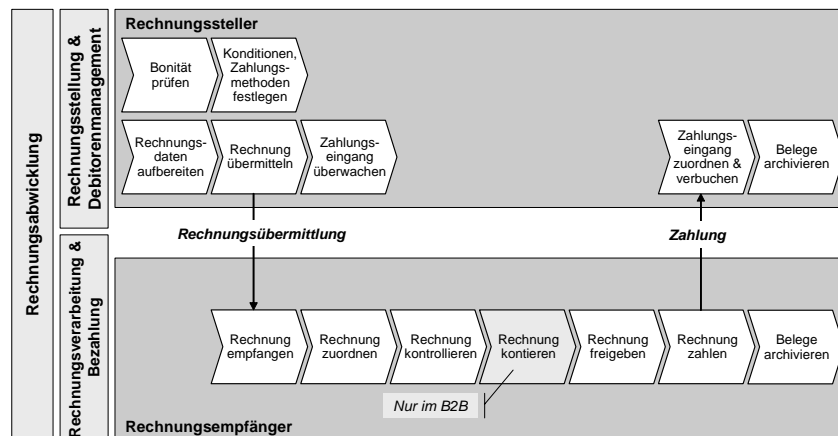 Rechnungsabwicklung
Rechnungsstellung &
Debitorenmanagement
Rechnungssteller
Bonität
prüfen
Konditionen,
Zahlungs-
methoden
festlegen
Rechnungs-
daten
aufbereiten
Rechnung
übermitteln
Zahlungs-
eingang
überwachen
Zahlungs-
eingang
zuordnen &
verbuchen
Belege
archivieren
Rechnungsübermittlung
Zahlung
Rechnungsverarbeitung &
Bezahlung
Rechnung
empfangen
Rechnung
zuordnen
Rechnung
kontrollieren
Rechnung
kontieren
Rechnung
freigeben
Rechnung
zahlen
Belege
archivieren
Nur im B2B
Rechnungsempfänger